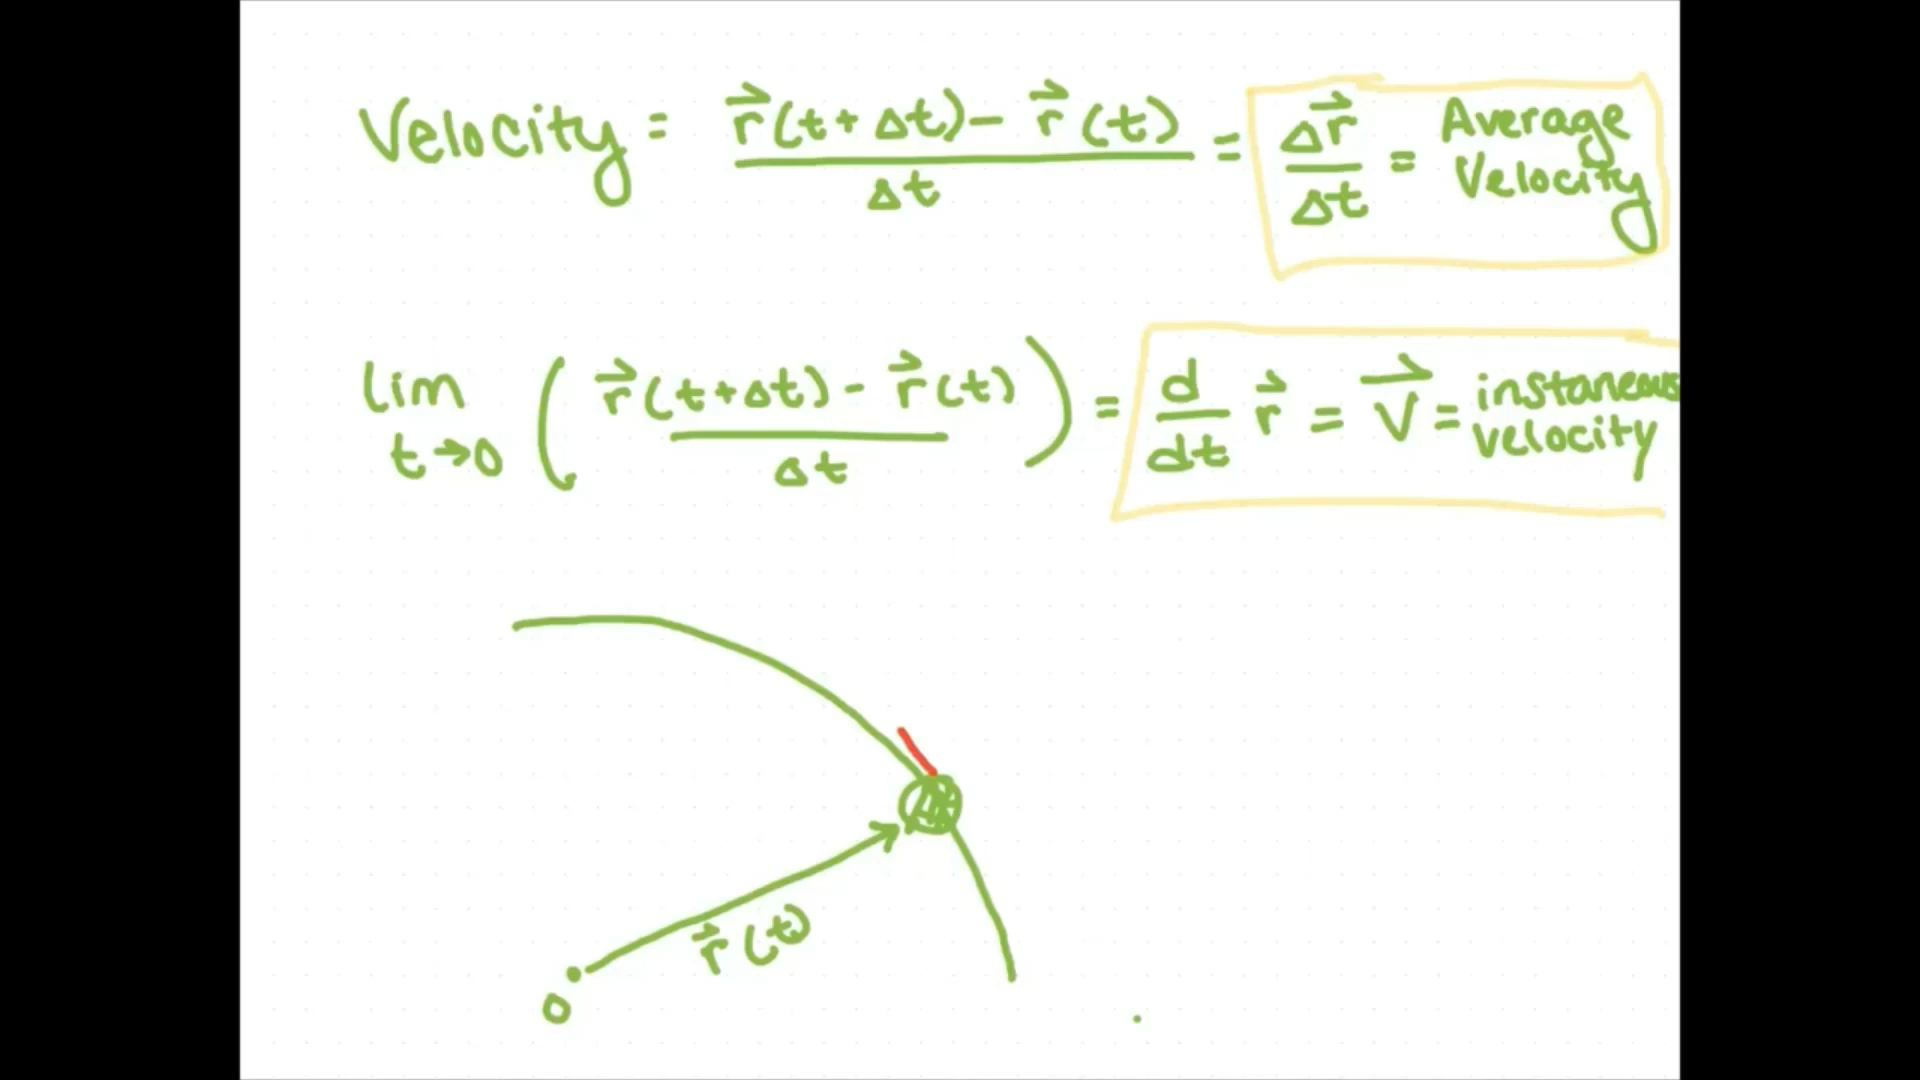 Velocity = r⃗(t+Δt) - r⃗(t) / Δt = Δr⃗ / Δt = Average Velocity
lim t→0 ( r⃗(t+Δt) - r⃗(t) / Δt ) = d/dt r⃗ = V⃗ = instaneous velocity
r⃗(t)
O